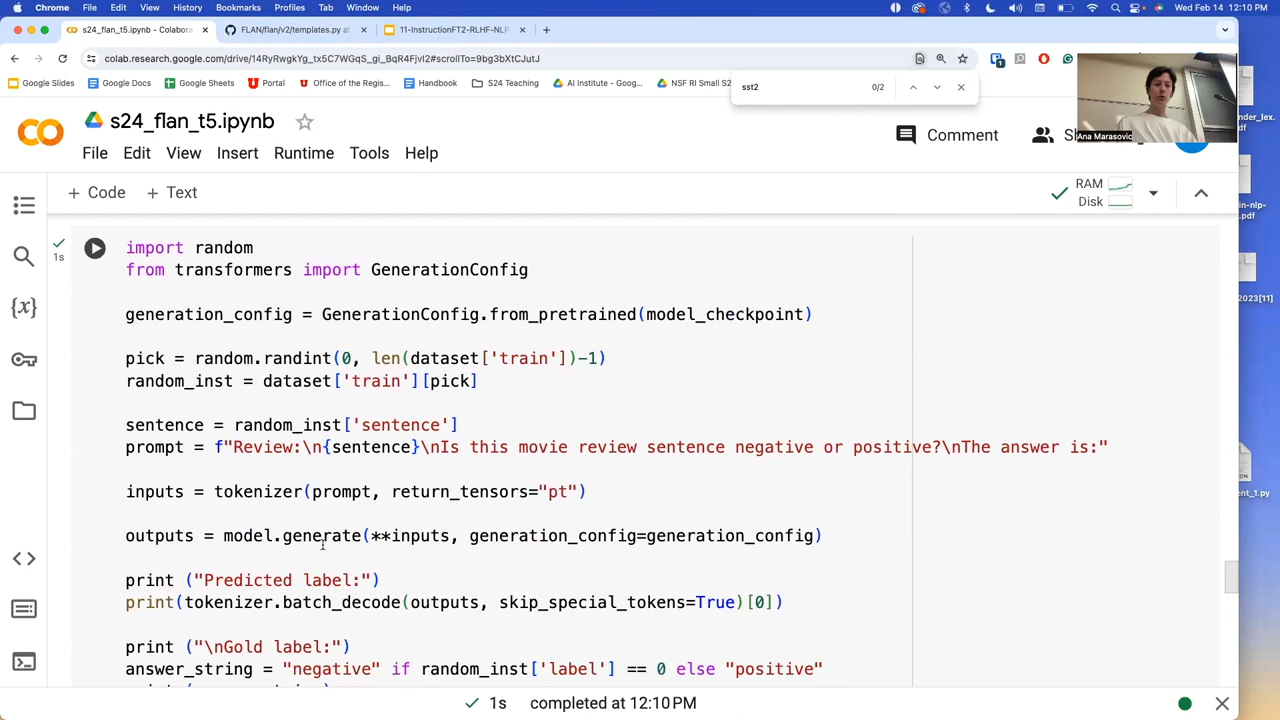 Chrome File Edit View History Bookmarks Profiles Tab Window Help Wed Feb 14 12:10 PM
s24_flan_t5.ipynb - Colabora
FLAN/flan/v2/templates.py at
11-InstructionFT2-RLHF-NLP
colab.research.google.com/drive/14RyRwgkYg_tx5C7WGqS_gi_BqR4Fjvl2#scrollTo=9bg3bXtCJutJ
Google Slides Google Docs Google Sheets Portal Office of the Regis... Handbook S24 Teaching AI Institute - Goog... NSF RI Small S2
sst2 0/2
Ana Marasovic
s24_flan_t5.ipynb
File Edit View Insert Runtime Tools Help
Comment
+ Code + Text
RAM
Disk
1s
import random
from transformers import GenerationConfig
generation_config = GenerationConfig.from_pretrained(model_checkpoint)
pick = random.randint(0, len(dataset['train'])-1)
random_inst = dataset['train'][pick]
sentence = random_inst['sentence']
prompt = f"Review:\n{sentence}\nIs this movie review sentence negative or positive?\nThe answer is:"
inputs = tokenizer(prompt, return_tensors="pt")
outputs = model.generate(**inputs, generation_config=generation_config)
print ("Predicted label:")
print(tokenizer.batch_decode(outputs, skip_special_tokens=True)[0])
print ("\nGold label:")
answer_string = "negative" if random_inst['label'] == 0 else "positive"
1s completed at 12:10 PM